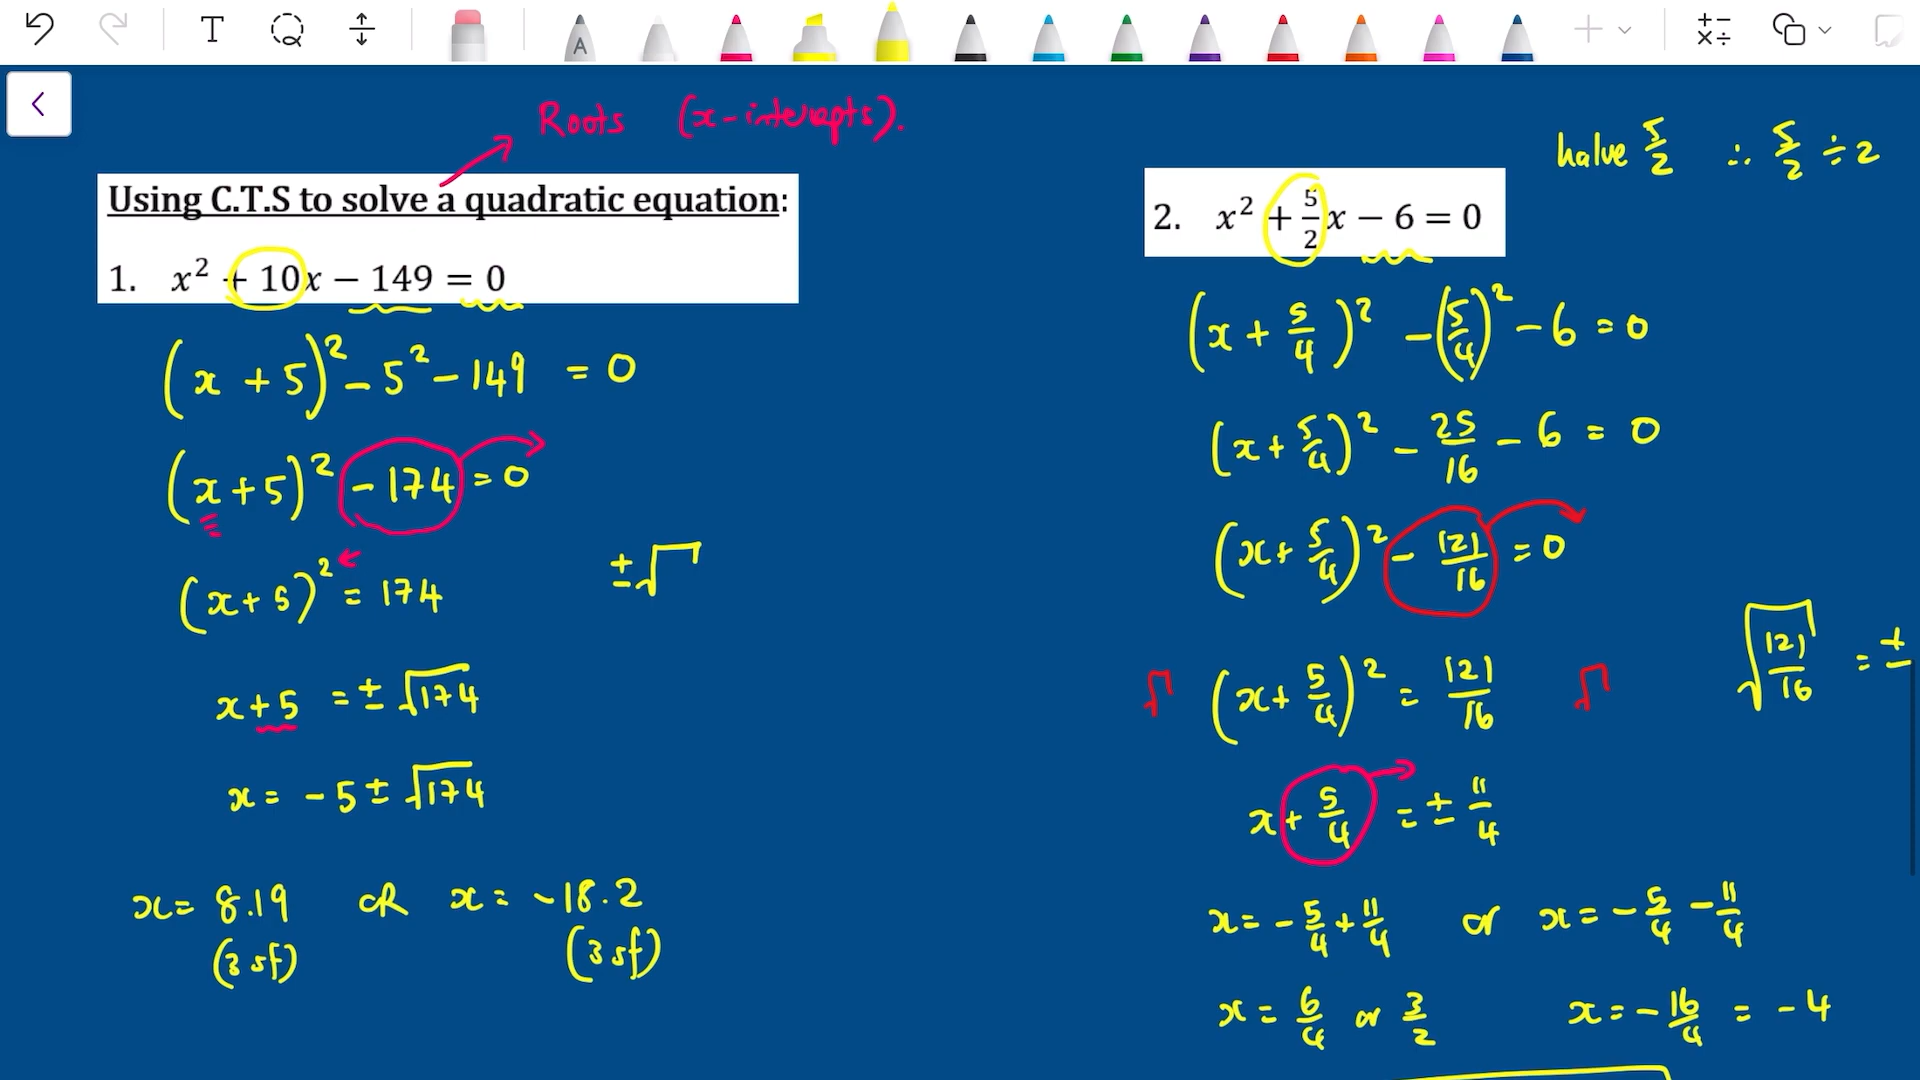 Roots (x-intercepts).
Using C.T.S to solve a quadratic equation:
1. x² + 10x − 149 = 0
(x + 5)² − 5² − 149 = 0
(x + 5)² − 174 = 0
(x + 5)² = 174
±√
x + 5 = ± √174
x = − 5 ± √174
x = 8.19 OR x = −18.2
(3 sf) (3 sf)
halve 5/2 ∴ 5/2 ÷ 2
2. x² + 5/2 x − 6 = 0
(x + 5/4)² − (5/4)² − 6 = 0
(x + 5/4)² − 25/16 − 6 = 0
(x + 5/4)² − 121/16 = 0
√ (x + 5/4)² = 121/16 √
√121/16 = ±
x + 5/4 = ± 11/4
x = − 5/4 + 11/4 or x = − 5/4 − 11/4
x = 6/4 or 3/2 x = − 16/4 = − 4